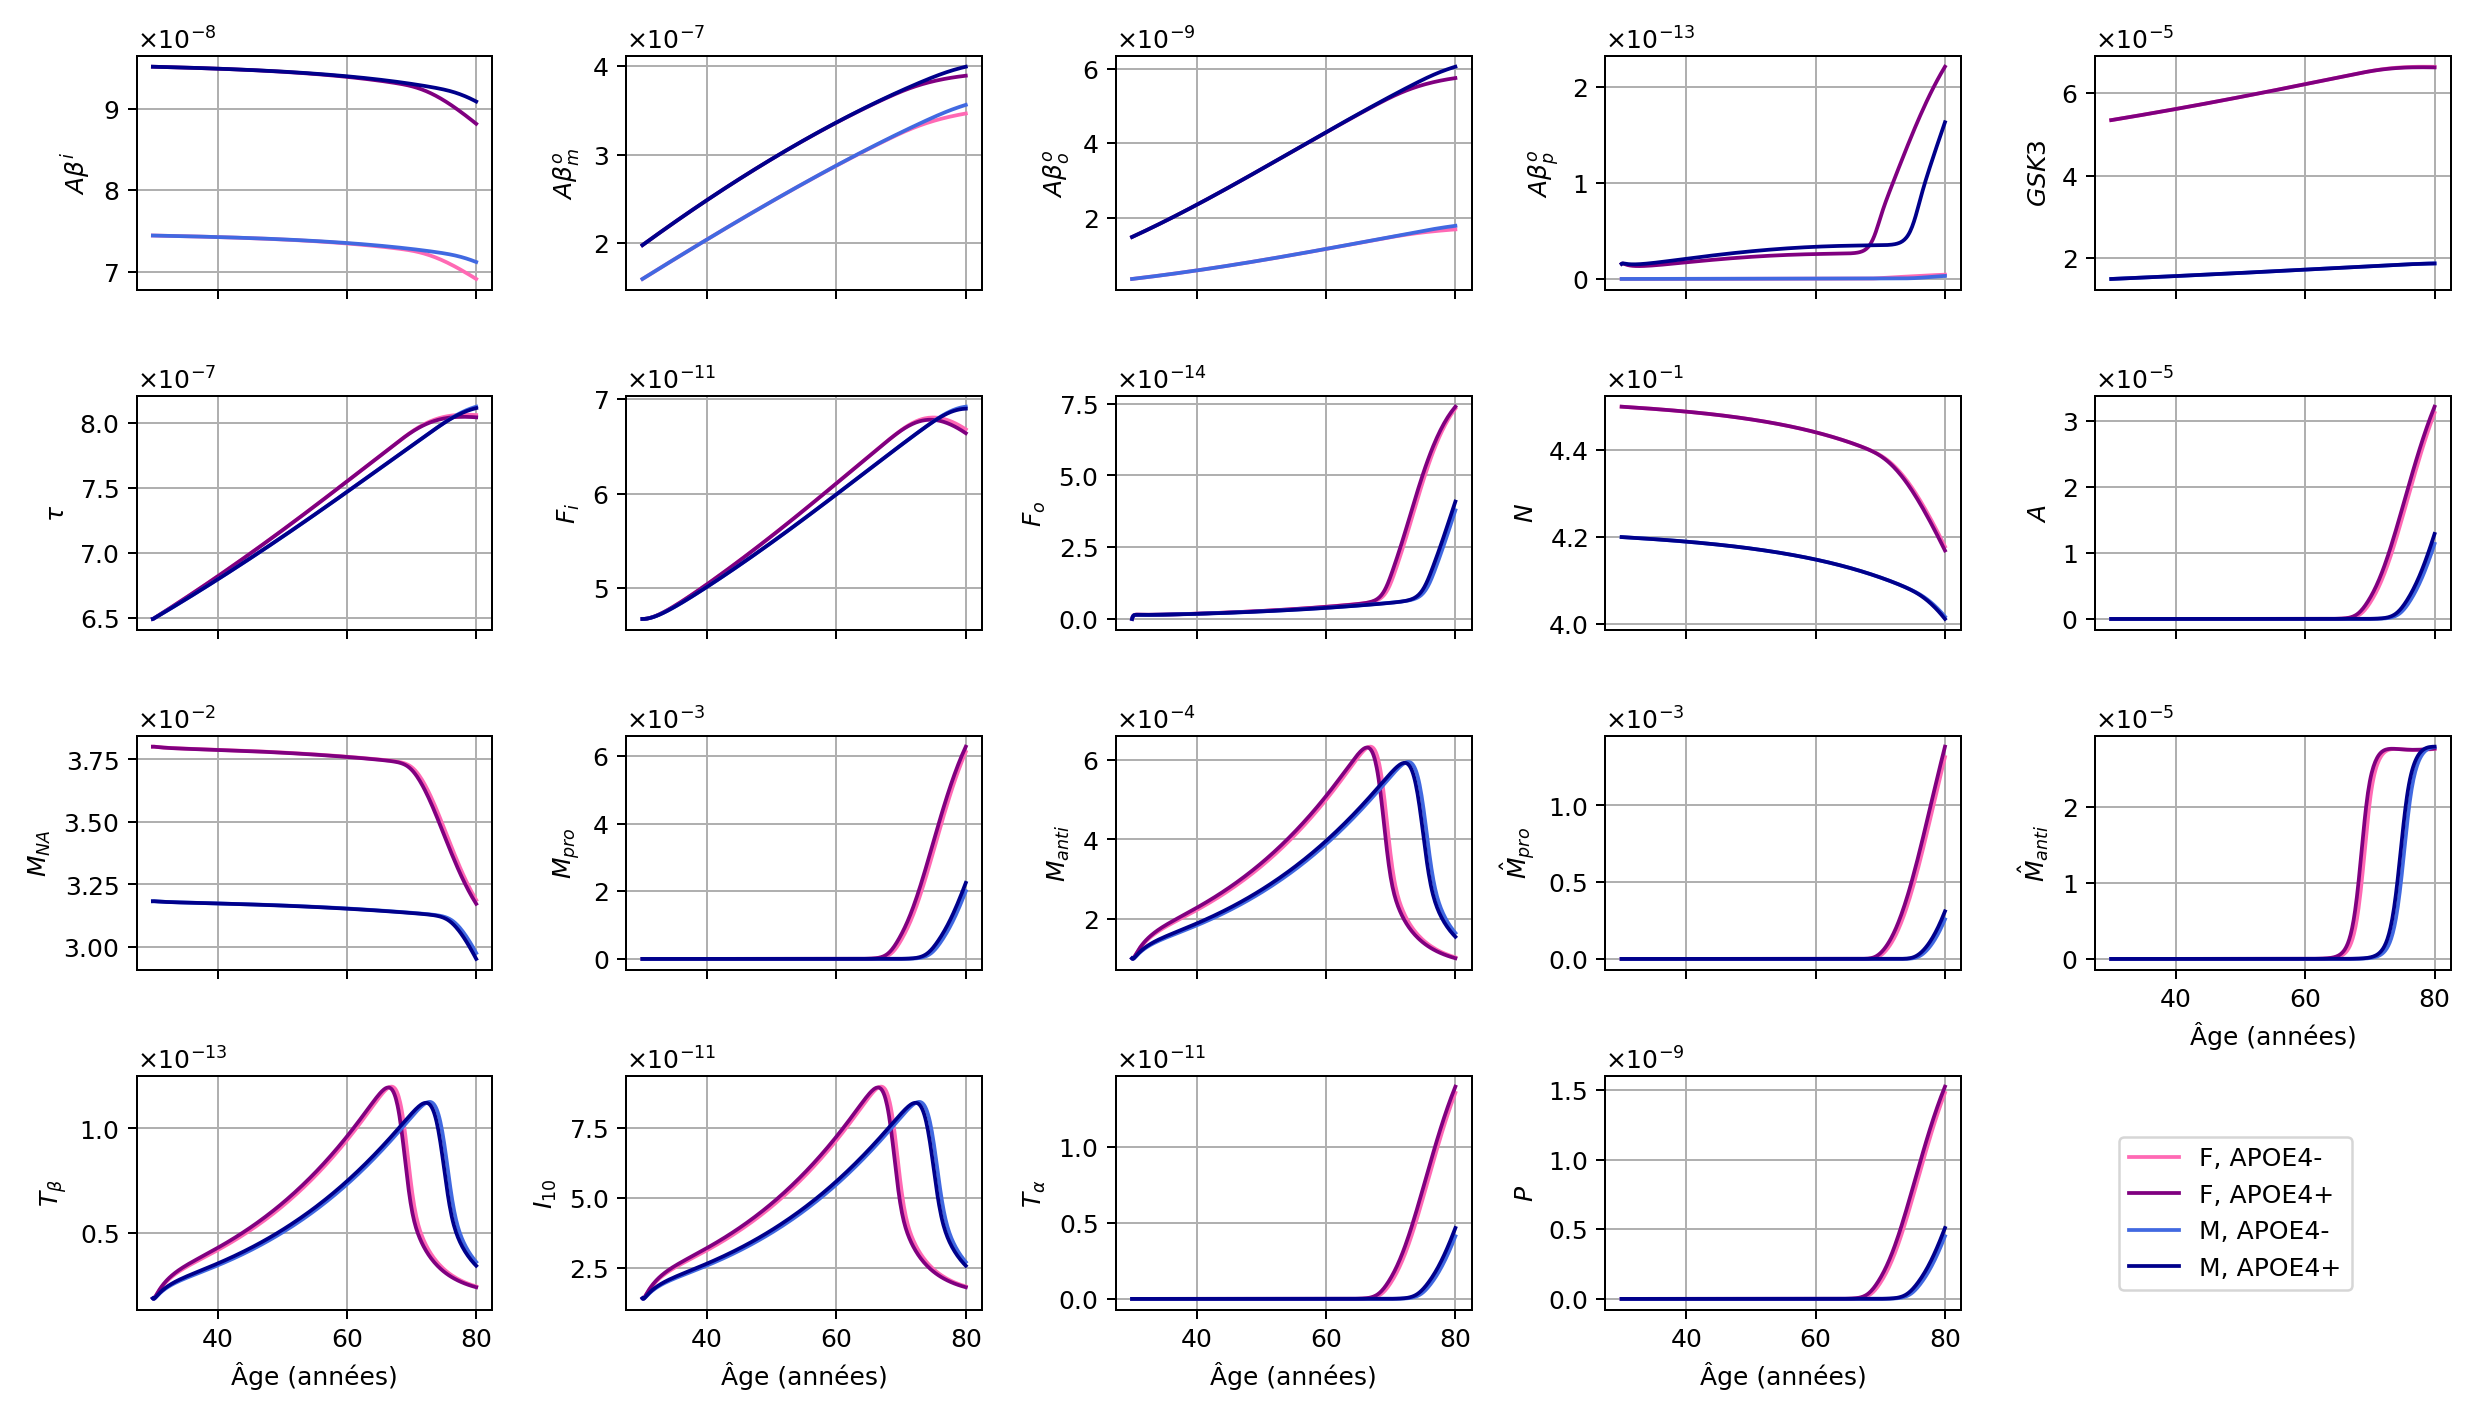 ×10⁻⁸ ×10⁻⁷ ×10⁻⁹ ×10⁻¹³ ×10⁻⁵
Aβⁱ 9 8 7
Aβₘᵒ 4 3 2
Aβₒᵒ 6 4 2
Aβₚᵒ 2 1 0
GSK3 6 4 2
×10⁻⁷ ×10⁻¹¹ ×10⁻¹⁴ ×10⁻¹ ×10⁻⁵
τ 8.0 7.5 7.0 6.5
Fᵢ 7 6 5
Fₒ 7.5 5.0 2.5 0.0
N 4.4 4.2 4.0
A 3 2 1 0
×10⁻² ×10⁻³ ×10⁻⁴ ×10⁻³ ×10⁻⁵
M_NA 3.75 3.50 3.25 3.00
M_pro 6 4 2 0
M_anti 6 4 2
M̂_pro 1.0 0.5 0.0
M̂_anti 2 1 0
40 60 80
Âge (années)
×10⁻¹³ ×10⁻¹¹ ×10⁻¹¹ ×10⁻⁹
T_β 1.0 0.5
I₁₀ 7.5 5.0 2.5
T_α 1.0 0.5 0.0
P 1.5 1.0 0.5 0.0
F, APOE4-
F, APOE4+
M, APOE4-
M, APOE4+
40 60 80 40 60 80 40 60 80 40 60 80
Âge (années) Âge (années) Âge (années) Âge (années)